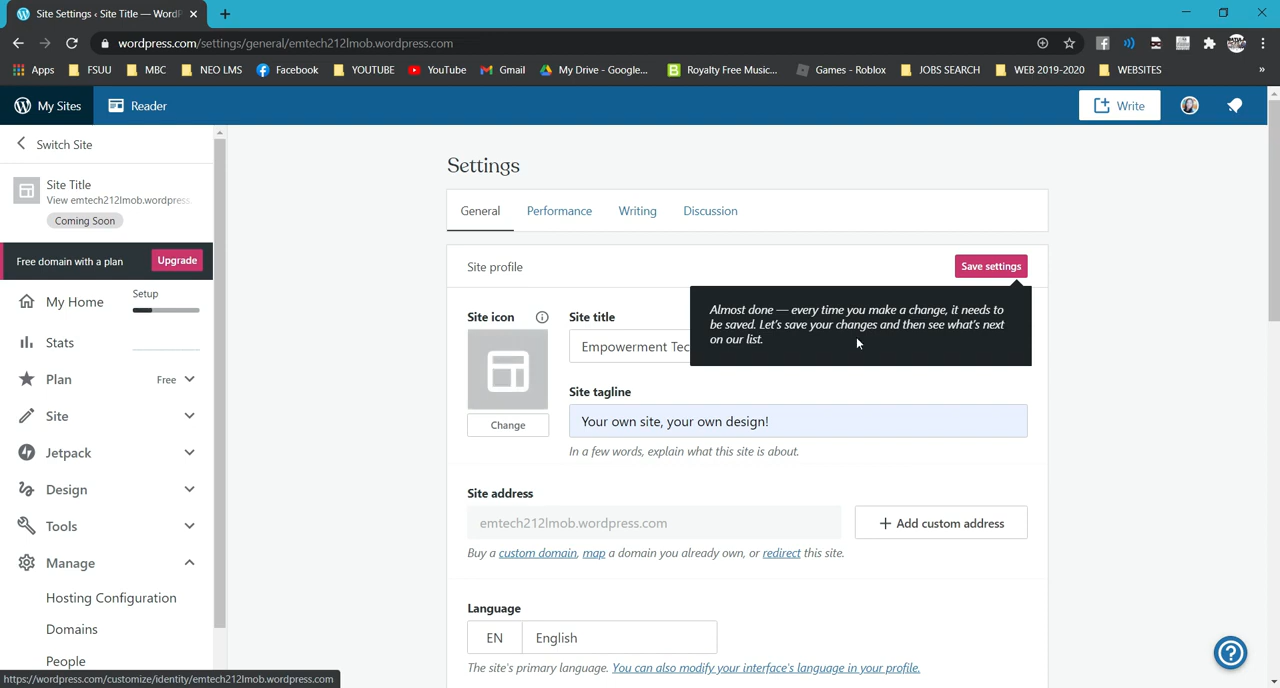 Site Settings ‹ Site Title — WordP
wordpress.com/settings/general/emtech212lmob.wordpress.com
Apps FSUU MBC NEO LMS Facebook YOUTUBE YouTube Gmail My Drive - Google... Royalty Free Music... Games - Roblox JOBS SEARCH WEB 2019-2020 WEBSITES »
My Sites Reader Write
Switch Site
Site Title
View emtech212lmob.wordpress.
Coming Soon
Free domain with a plan Upgrade
My Home Setup
Stats
Plan Free
Site
Jetpack
Design
Tools
Manage
Hosting Configuration
Domains
People
https://wordpress.com/customize/identity/emtech212lmob.wordpress.com
Settings
General Performance Writing Discussion
Site profile Save settings
Almost done — every time you make a change, it needs to
be saved. Let's save your changes and then see what's next
on our list.
Site icon Site title
Empowerment Tec
Change
Site tagline
Your own site, your own design!
In a few words, explain what this site is about.
Site address
emtech212lmob.wordpress.com
+ Add custom address
Buy a custom domain, map a domain you already own, or redirect this site.
Language
EN English
The site's primary language. You can also modify your interface's language in your profile.